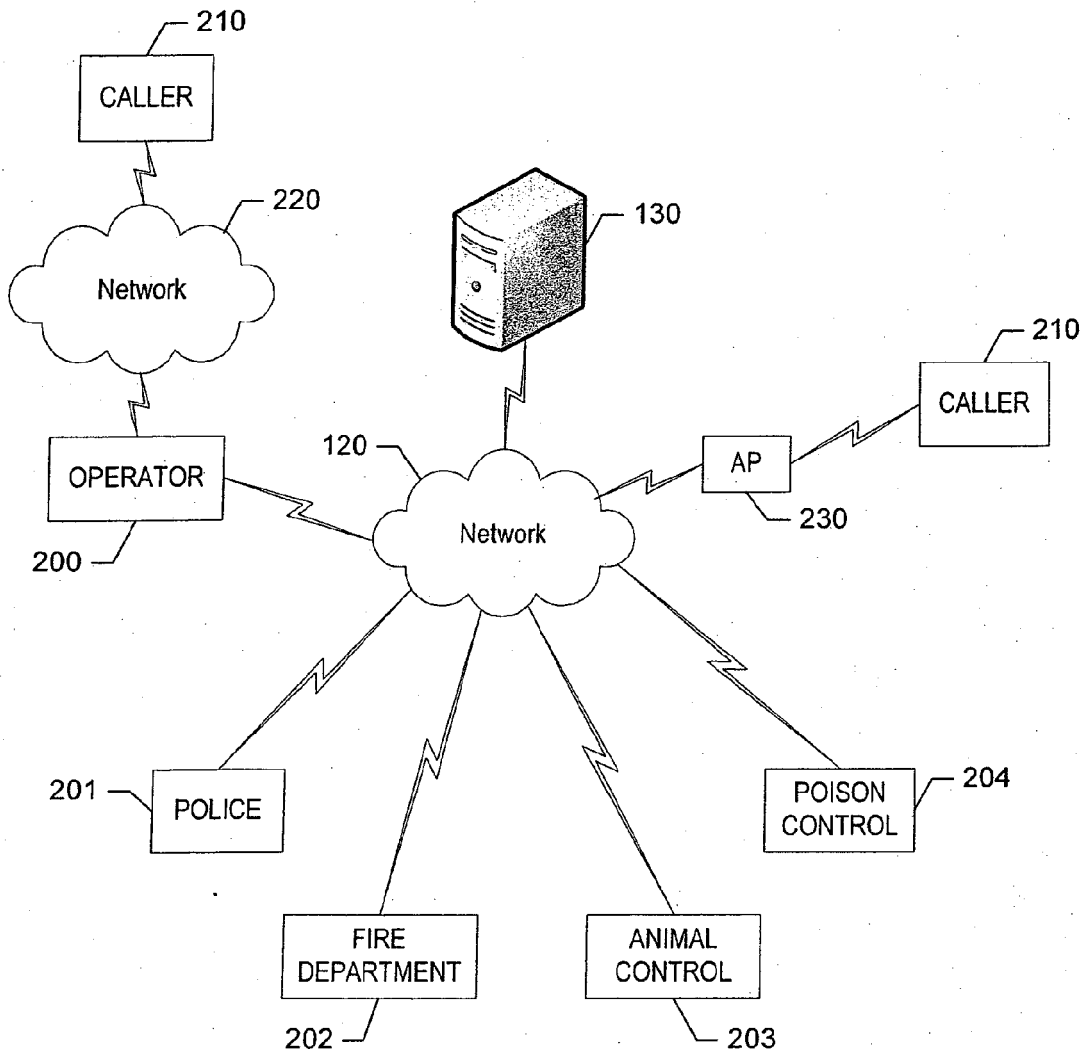 210
CALLER
220
Network
130
210
CALLER
120
AP
OPERATOR
230
Network
200
201
POLICE
204
POISON
CONTROL
FIRE
DEPARTMENT
ANIMAL
CONTROL
202
203